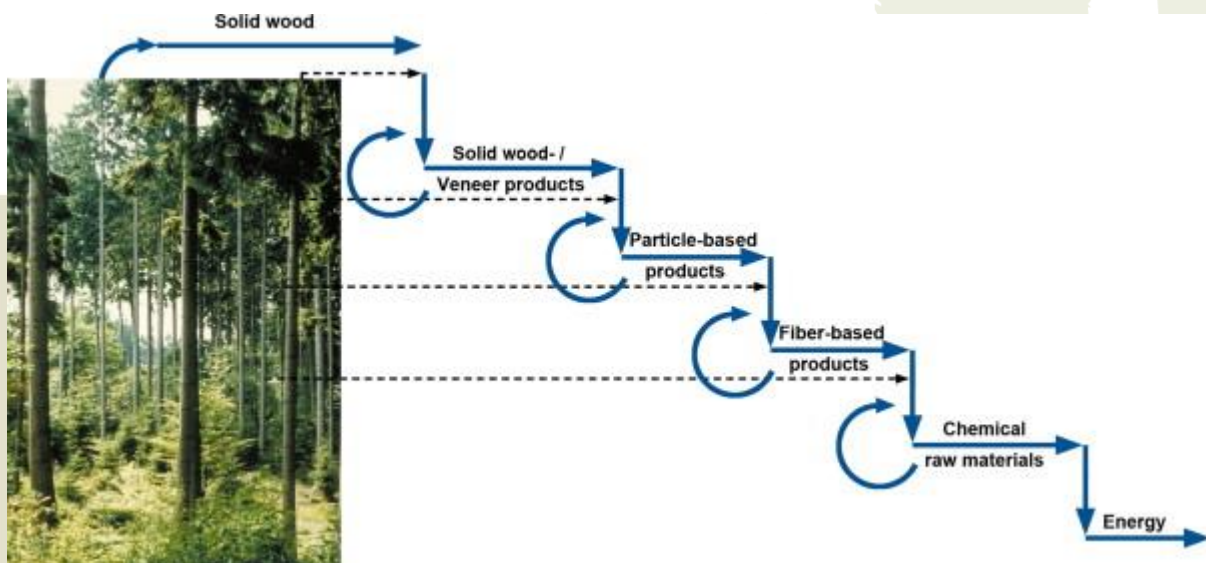 Solid wood
Solid wood- /
Veneer products
Particle-based
products
Fiber-based
products
Chemical
raw materials
Energy